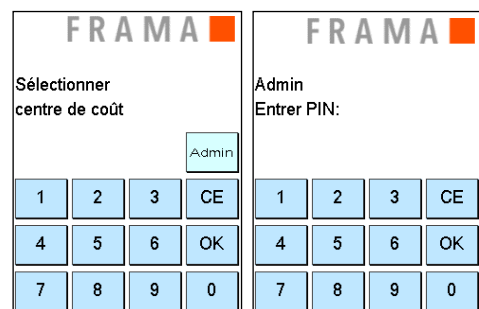 FRAMA
Sélectionner
centre de coût
Admin
1 2 3 CE
4 5 6 OK
7 8 9 0
FRAMA
Admin
Entrer PIN:
1 2 3 CE
4 5 6 OK
7 8 9 0